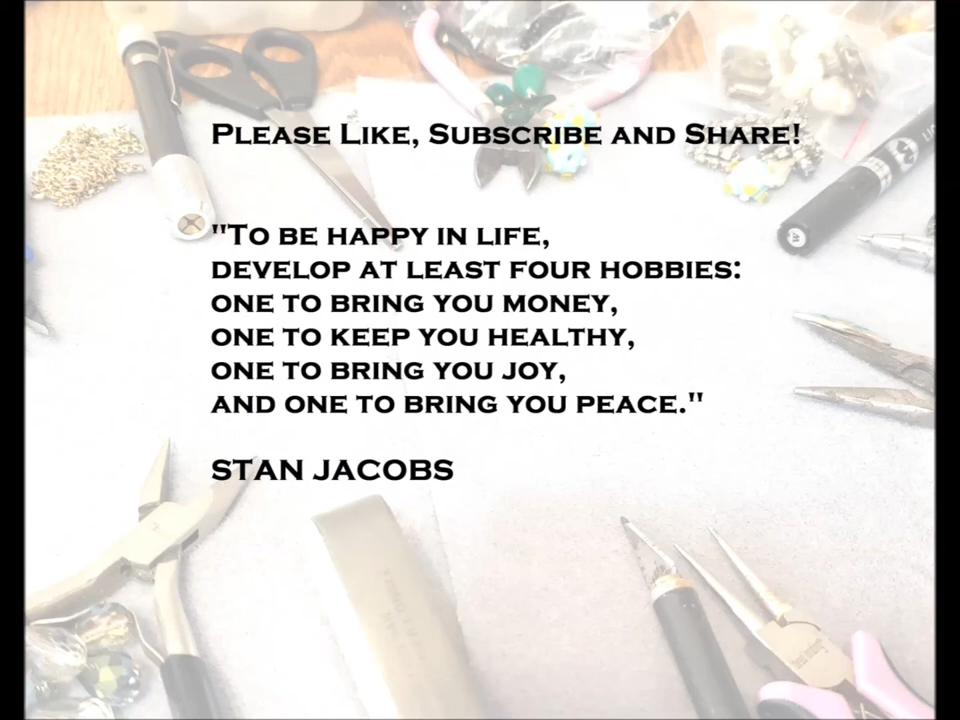 Please Like, Subscribe and Share!
"To be happy in life,
develop at least four hobbies:
one to bring you money,
one to keep you healthy,
one to bring you joy,
and one to bring you peace."
STAN JACOBS